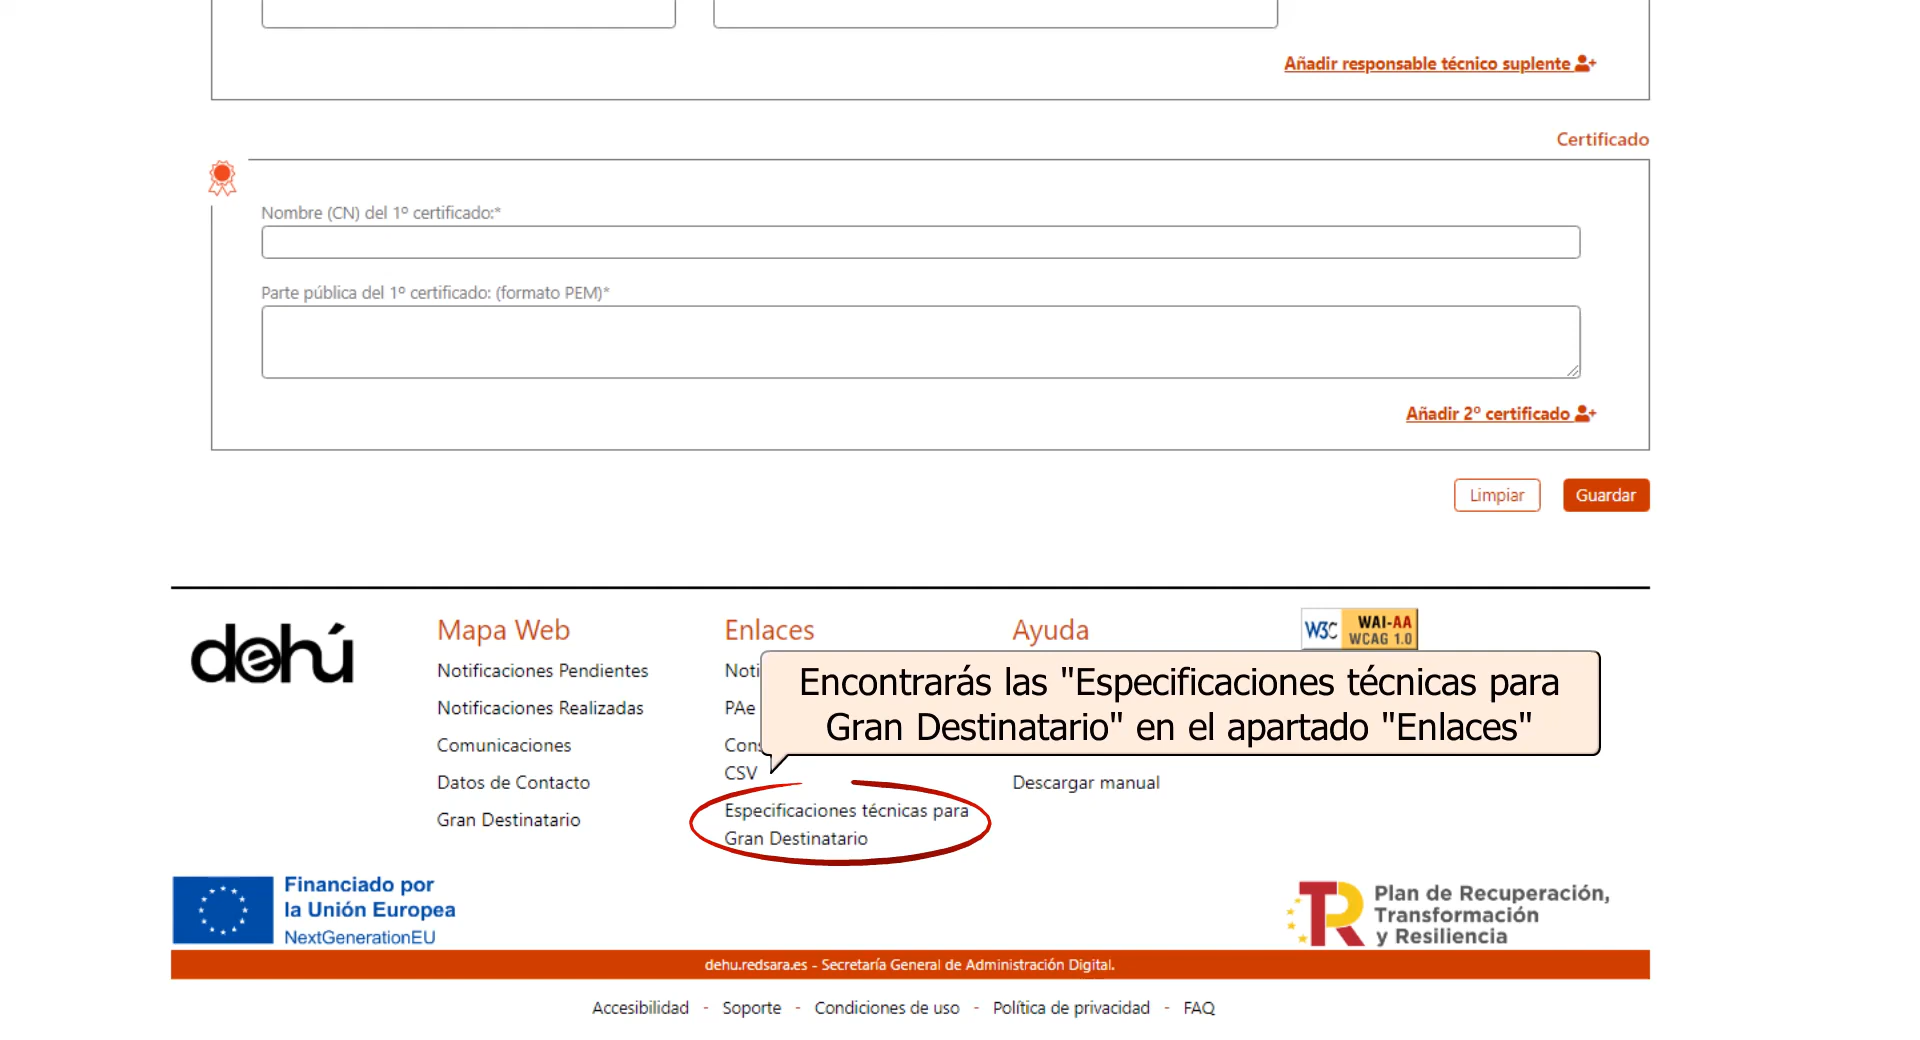 Añadir responsable técnico suplente
Certificado
Nombre (CN) del 1º certificado:*
Parte pública del 1º certificado: (formato PEM)*
Añadir 2º certificado
Limpiar
Guardar
dehú
Mapa Web
Notificaciones Pendientes
Notificaciones Realizadas
Comunicaciones
Datos de Contacto
Gran Destinatario
Enlaces
PAe
CSV
Especificaciones técnicas para
Gran Destinatario
Ayuda
Descargar manual
W3C WAI-AA
WCAG 1.0
Encontrarás las "Especificaciones técnicas para
Gran Destinatario" en el apartado "Enlaces"
Financiado por
la Unión Europea
NextGenerationEU
TR
Plan de Recuperación,
Transformación
y Resiliencia
dehu.redsara.es - Secretaría General de Administración Digital.
Accesibilidad - Soporte - Condiciones de uso - Política de privacidad - FAQ